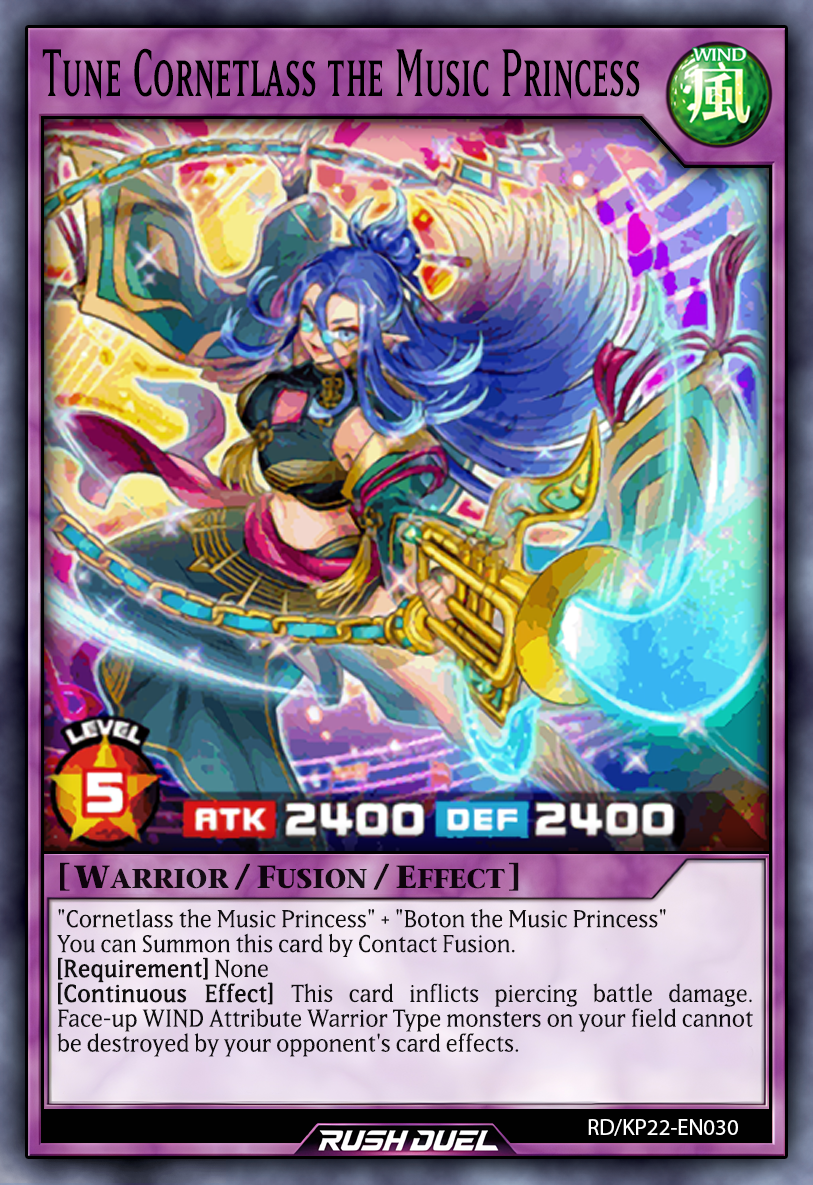 Tune Cornetlass the Music Princess
WIND
風
LEVEL
5
ATK 2400 DEF 2400
[ Warrior / Fusion / Effect ]
"Cornetlass the Music Princess" + "Boton the Music Princess"
You can Summon this card by Contact Fusion.
[Requirement] None
[Continuous Effect] This card inflicts piercing battle damage.
Face-up WIND Attribute Warrior Type monsters on your field cannot
be destroyed by your opponent's card effects.
RD/KP22-EN030
RUSH DUEL